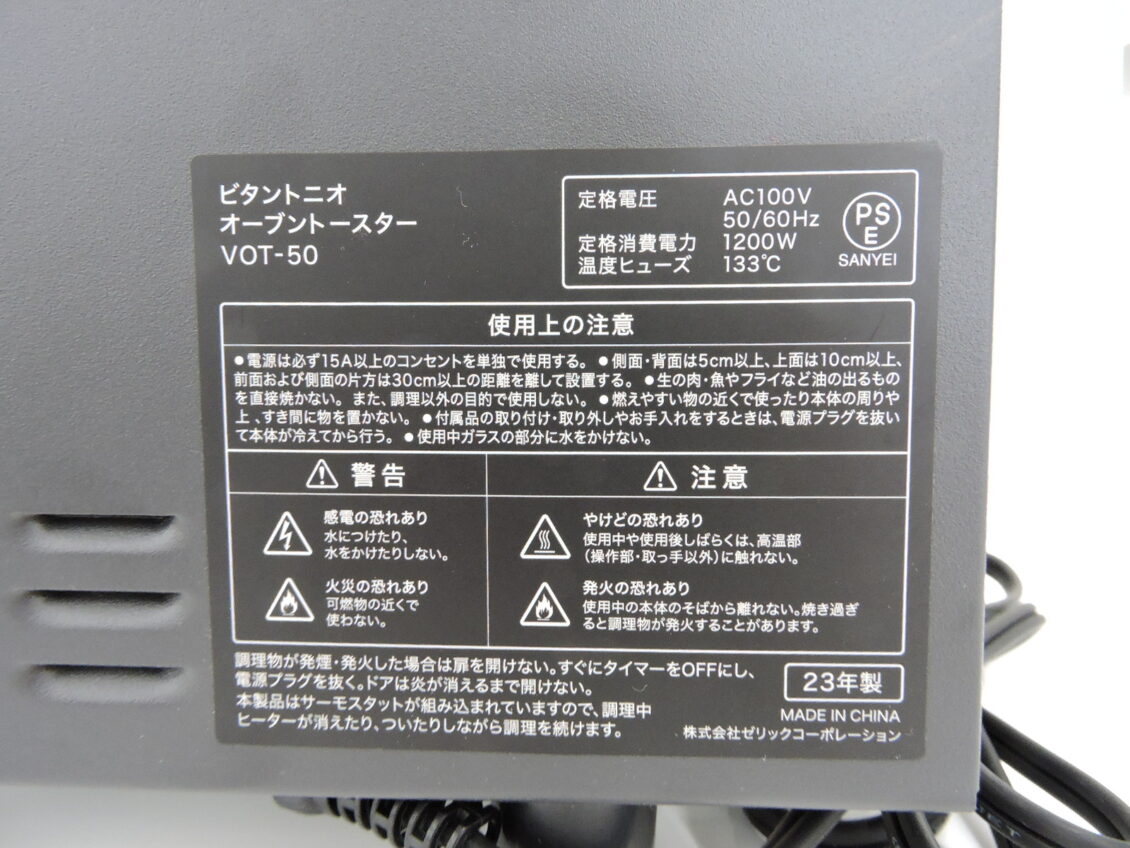 ビタントニオ
オーブントースター
VOT-50
定格電圧 AC100V
50/60Hz
定格消費電力 1200W
温度ヒューズ 133℃
PS
E
SANYEI
使用上の注意
●電源は必ず15A以上のコンセントを単独で使用する。●側面・背面は5cm以上、上面は10cm以上、
前面および側面の片方は30cm以上の距離を離して設置する。●生の肉・魚やフライなど油の出るもの
を直接焼かない。また、調理以外の目的で使用しない。●燃えやすい物の近くで使ったり本体の周りや
上、すき間に物を置かない。●付属品の取り付け・取り外しやお手入れをするときは、電源プラグを抜い
て本体が冷えてから行う。●使用中ガラスの部分に水をかけない。
警告
感電の恐れあり
水につけたり、
水をかけたりしない。
火災の恐れあり
可燃物の近くで
使わない。
注意
やけどの恐れあり
使用中や使用後しばらくは、高温部
（操作部・取っ手以外）に触れない。
発火の恐れあり
使用中の本体のそばから離れない。焼き過ぎ
ると調理物が発火することがあります。
調理物が発煙・発火した場合は扉を開けない。すぐにタイマーをOFFにし、
電源プラグを抜く。ドアは炎が消えるまで開けない。
本製品はサーモスタットが組み込まれていますので、調理中
ヒーターが消えたり、ついたりしながら調理を続けます。
23年製
MADE IN CHINA
株式会社ゼリックコーポレーション